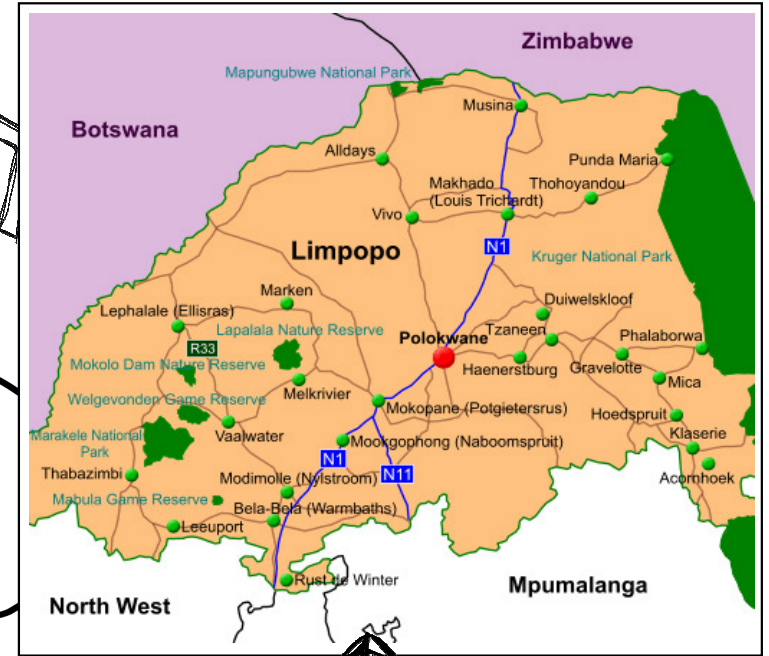 Zimbabwe
Mapungubwe National Park
Musina
Botswana
Alldays
Punda Maria
Makhado
(Louis Trichardt)
Thohoyandou
Vivo
N1
Limpopo
Kruger National Park
Marken
Duiwelskloof
Lephalale (Ellisras)
Lapalala Nature Reserve
Tzaneen
Polokwane
Phalaborwa
R33
Mokolo Dam Nature Reserve
Haenerstburg
Gravelotte
Mica
Melkrivier
Welgevonden Game Reserve
Mokopane (Potgietersrus)
Hoedspruit
Marakele National
Park
Vaalwater
Mookgophong (Naboomspruit)
Klaserie
N1
Thabazimbi
Modimolle (Nylstroom)
N11
Acornhoek
Mabula Game Reserve
Bela-Bela (Warmbaths)
Leeuport
Rust de Winter
Mpumalanga
North West